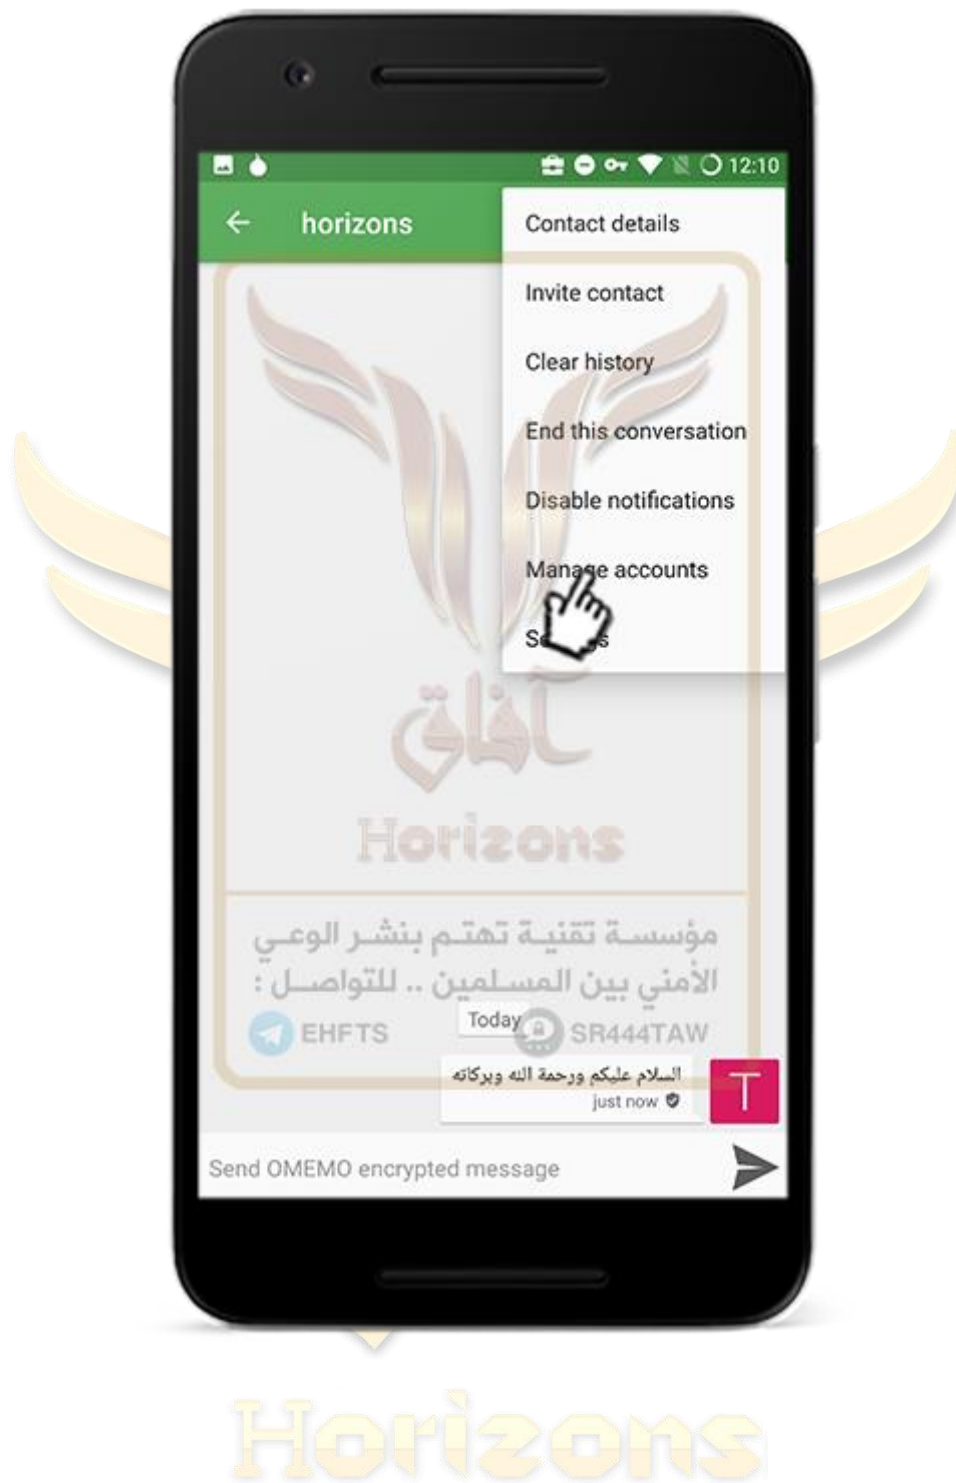 12:10
horizons
Contact details
Invite contact
Clear history
End this conversation
Disable notifications
Manage accounts
آفاق
Horizons
مؤسسة تقنية تهتم بنشر الوعي
الأمني بين المسلمين .. للتواصل :
EHFTS
SR444TAW
Today
السلام عليكم ورحمة الله وبركاته
just now
T
Send OMEMO encrypted message
Horizons